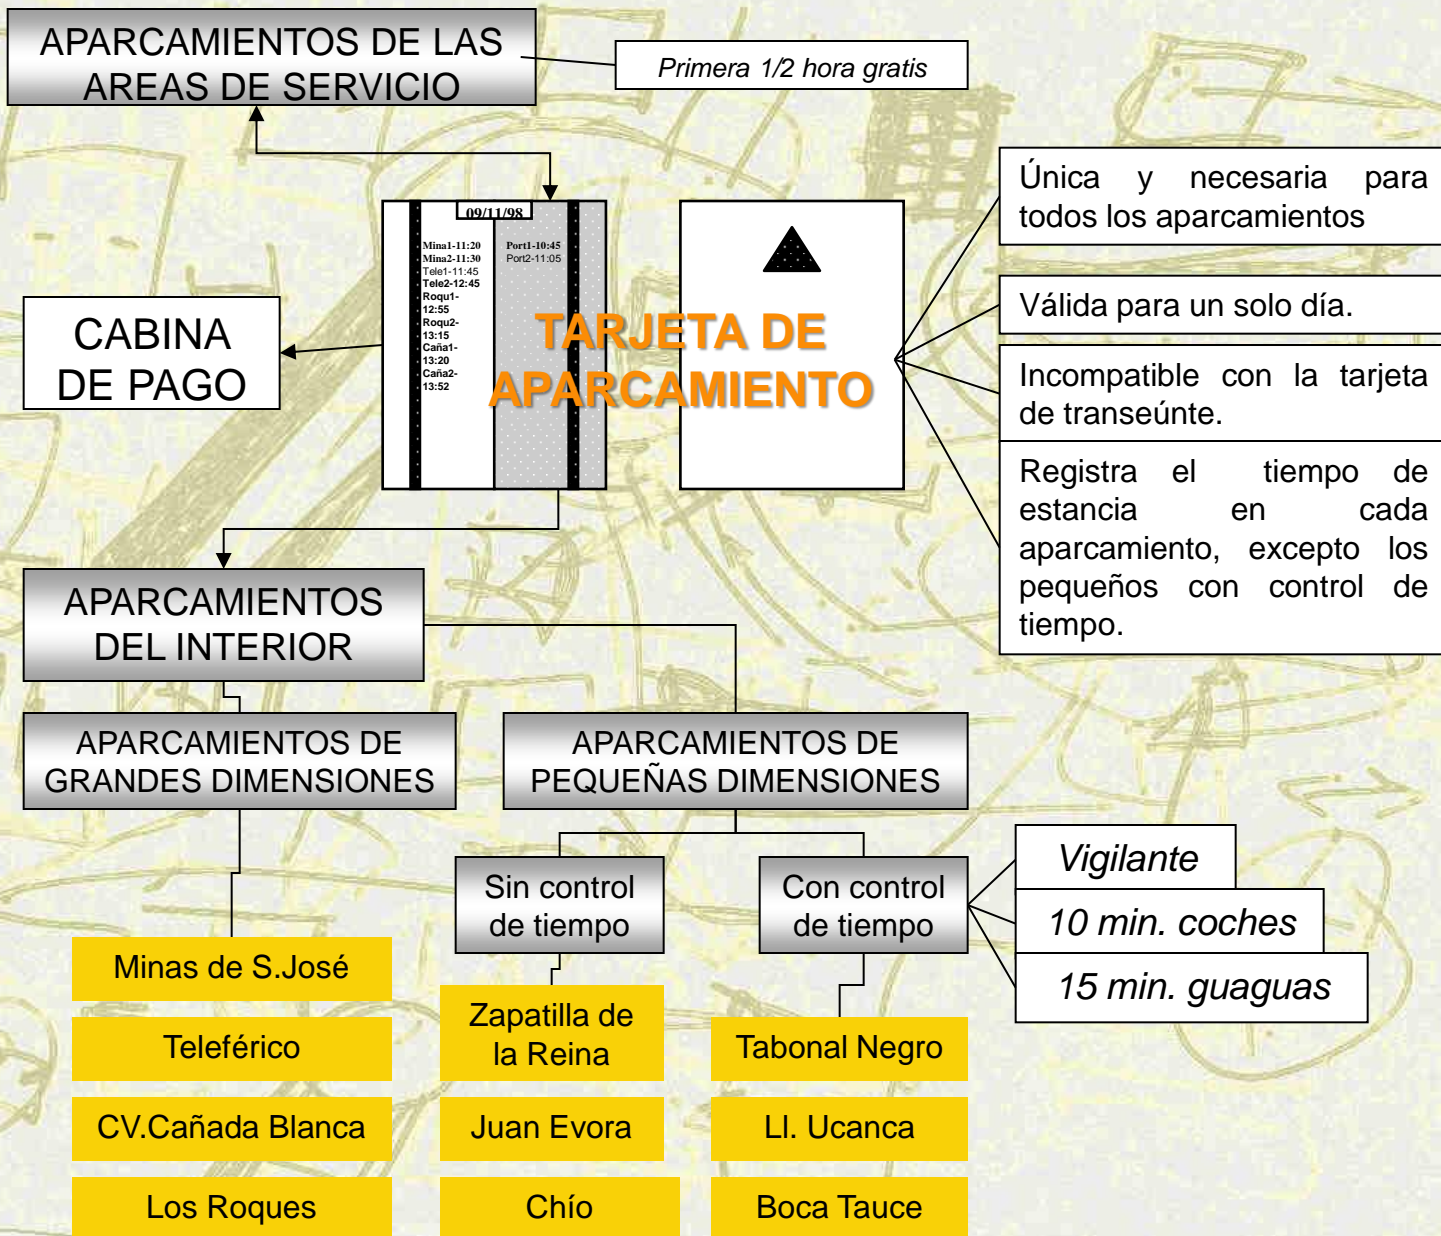 APARCAMIENTOS DE LAS
AREAS DE SERVICIO
Primera 1/2 hora gratis
09/11/98
Mina1-11:20
Mina2-11:30
Tele1-11:45
Tele2-12:45
Roqu1-
12:55
Roqu2-
13:15
Caña1-
13:20
Caña2-
13:52
Port1-10:45
Port2-11:05
TARJETA DE
APARCAMIENTO
CABINA
DE PAGO
Única y necesaria para
todos los aparcamientos
Válida para un solo día.
Incompatible con la tarjeta
de transeúnte.
Registra el tiempo de
estancia en cada
aparcamiento, excepto los
pequeños con control de
tiempo.
APARCAMIENTOS
DEL INTERIOR
APARCAMIENTOS DE
GRANDES DIMENSIONES
APARCAMIENTOS DE
PEQUEÑAS DIMENSIONES
Sin control
de tiempo
Con control
de tiempo
Vigilante
10 min. coches
15 min. guaguas
Minas de S.José
Teleférico
CV.Cañada Blanca
Los Roques
Zapatilla de
la Reina
Juan Evora
Chío
Tabonal Negro
Ll. Ucanca
Boca Tauce